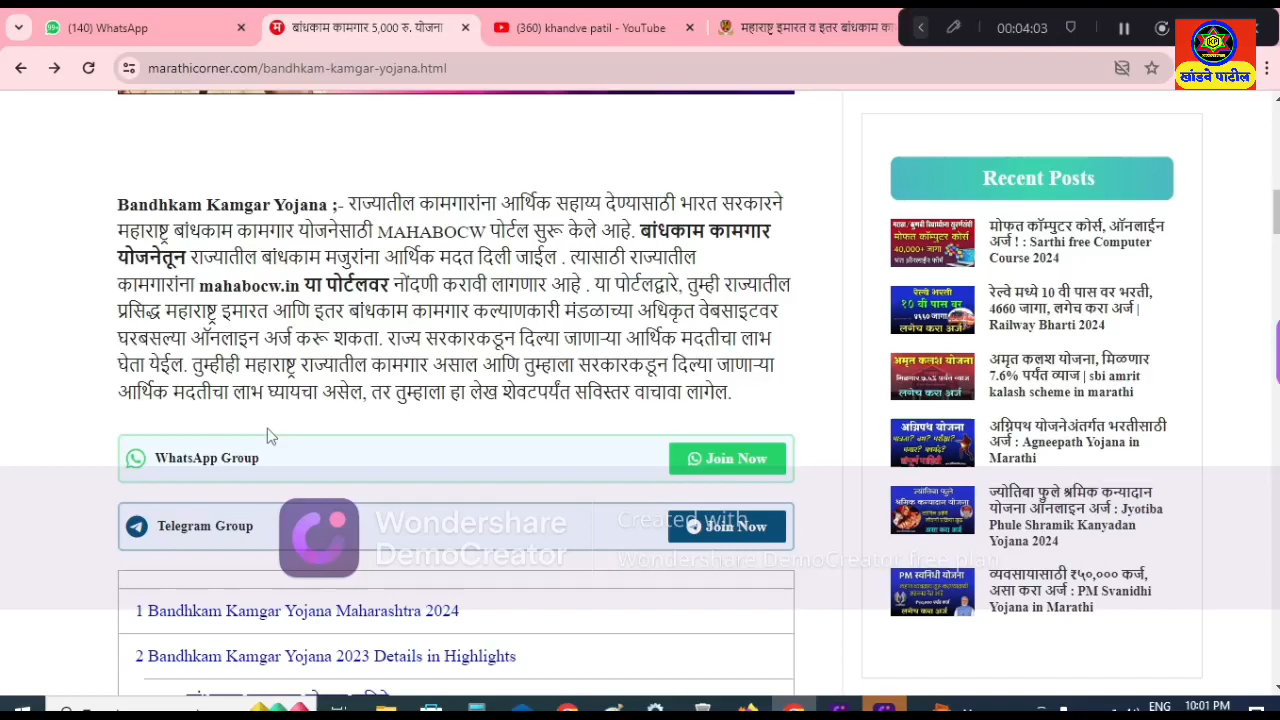 (140) WhatsApp
बांधकाम कामगार 5,000 रु. योजना
(360) khandve patil - YouTube
महाराष्ट्र इमारत व इतर बांधकाम का
00:04:03
खांडवे पाटील
marathicorner.com/bandhkam-kamgar-yojana.html
Bandhkam Kamgar Yojana ;- राज्यातील कामगारांना आर्थिक सहाय्य देण्यासाठी भारत सरकारने
महाराष्ट्र बांधकाम कामगार योजनेसाठी MAHABOCW पोर्टल सुरू केले आहे. बांधकाम कामगार
योजनेतून राज्यातील बांधकाम मजुरांना आर्थिक मदत दिली जाईल . त्यासाठी राज्यातील
कामगारांना mahabocw.in या पोर्टलवर नोंदणी करावी लागणार आहे . या पोर्टलद्वारे, तुम्ही राज्यातील
प्रसिद्ध महाराष्ट्र इमारत आणि इतर बांधकाम कामगार कल्याणकारी मंडळाच्या अधिकृत वेबसाइटवर
घरबसल्या ऑनलाइन अर्ज करू शकता. राज्य सरकारकडून दिल्या जाणाऱ्या आर्थिक मदतीचा लाभ
घेता येईल. तुम्हीही महाराष्ट्र राज्यातील कामगार असाल आणि तुम्हाला सरकारकडून दिल्या जाणाऱ्या
आर्थिक मदतीचा लाभ घ्यायचा असेल, तर तुम्हाला हा लेख शेवटपर्यंत सविस्तर वाचावा लागेल.
WhatsApp Group
Join Now
Telegram Group
Join Now
Wondershare
DemoCreator
Created with
Wondershare DemoCreator free plan
1 Bandhkam Kamgar Yojana Maharashtra 2024
2 Bandhkam Kamgar Yojana 2023 Details in Highlights
Recent Posts
मोफत कॉम्पुटर कोर्स, ऑनलाईन
अर्ज ! : Sarthi free Computer
Course 2024
रेल्वे मध्ये 10 वी पास वर भरती,
4660 जागा, लगेच करा अर्ज |
Railway Bharti 2024
अमृत कलश योजना, मिळणार
7.6% पर्यंत व्याज | sbi amrit
kalash scheme in marathi
अग्निपथ योजनेअंतर्गत भरतीसाठी
अर्ज : Agneepath Yojana in
Marathi
ज्योतिबा फुले श्रमिक कन्यादान
योजना ऑनलाइन अर्ज : Jyotiba
Phule Shramik Kanyadan
Yojana 2024
व्यवसायासाठी ₹५०,००० कर्ज,
असा करा अर्ज : PM Svanidhi
Yojana in Marathi
ENG
10:01 PM